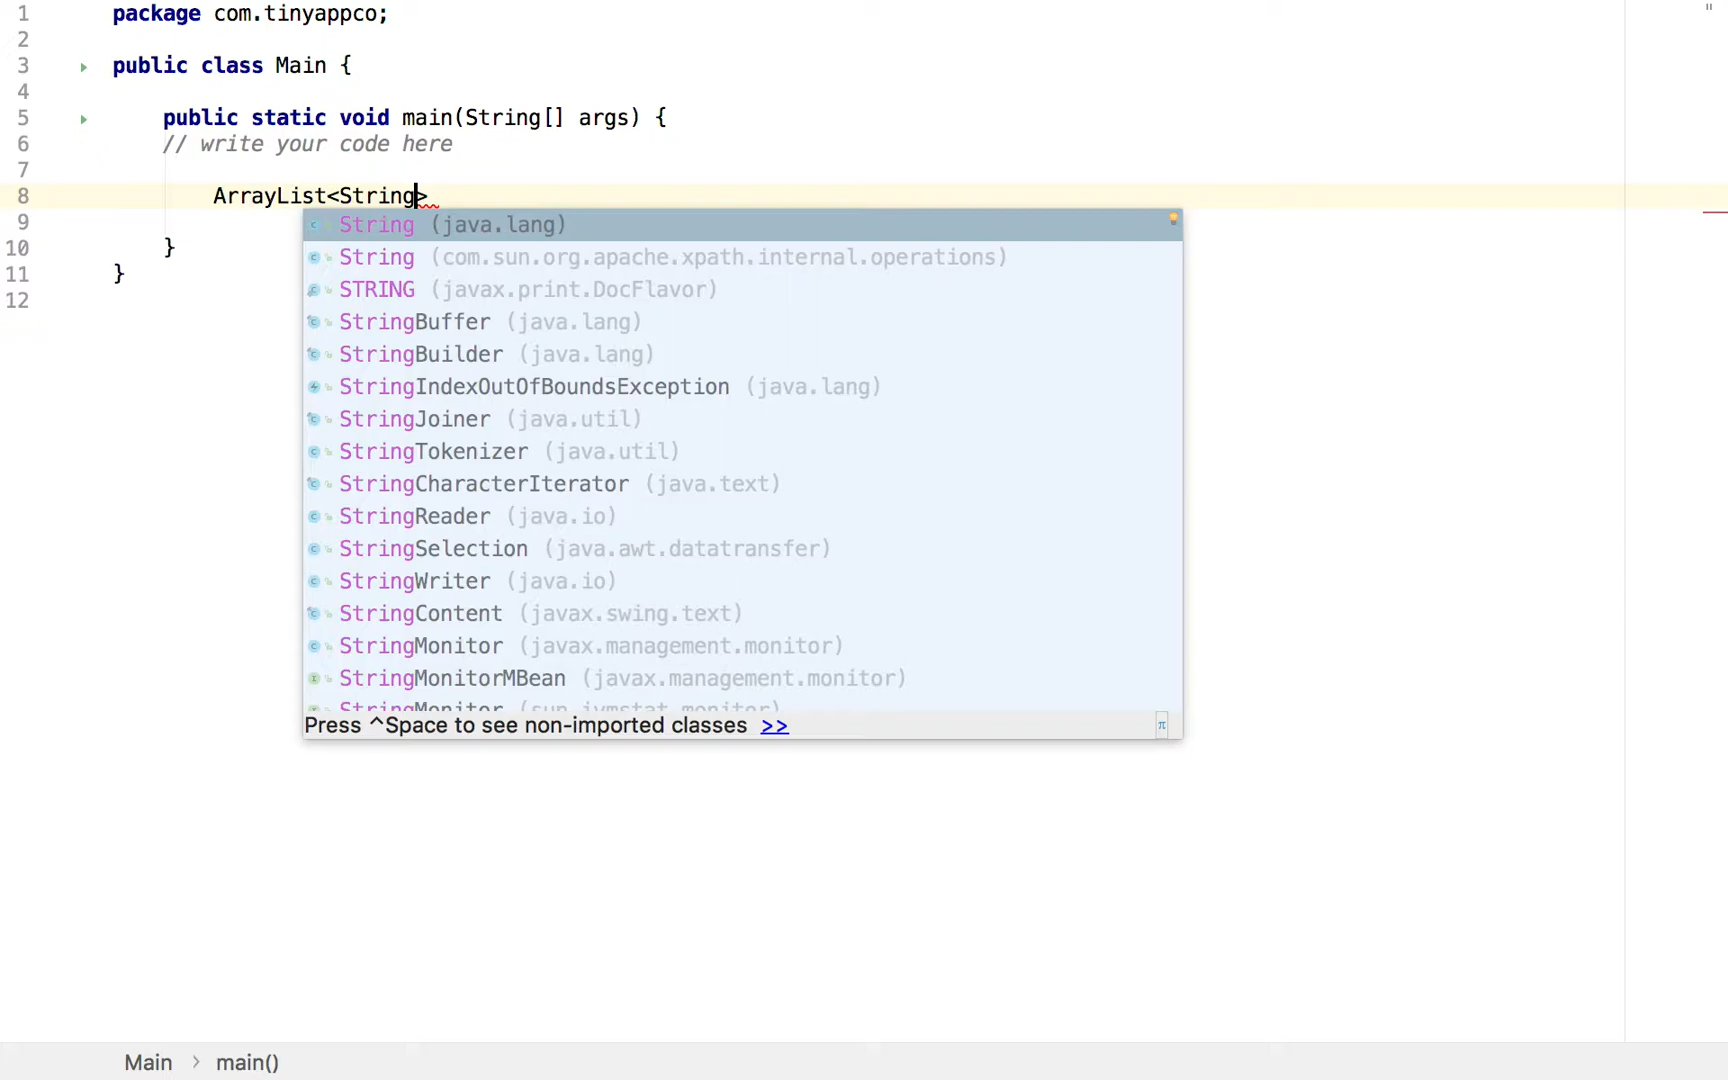 1 package com.tinyappco;
2
3 public class Main {
4
5 public static void main(String[] args) {
6 // write your code here
7
8 ArrayList<String>
9
10 }
11 }
12
String (java.lang)
String (com.sun.org.apache.xpath.internal.operations)
STRING (javax.print.DocFlavor)
StringBuffer (java.lang)
StringBuilder (java.lang)
StringIndexOutOfBoundsException (java.lang)
StringJoiner (java.util)
StringTokenizer (java.util)
StringCharacterIterator (java.text)
StringReader (java.io)
StringSelection (java.awt.datatransfer)
StringWriter (java.io)
StringContent (javax.swing.text)
StringMonitor (javax.management.monitor)
StringMonitorMBean (javax.management.monitor)
StringMonitor (sun.jvmstat.monitor)
Press ^Space to see non-imported classes >>
π
Main > main()